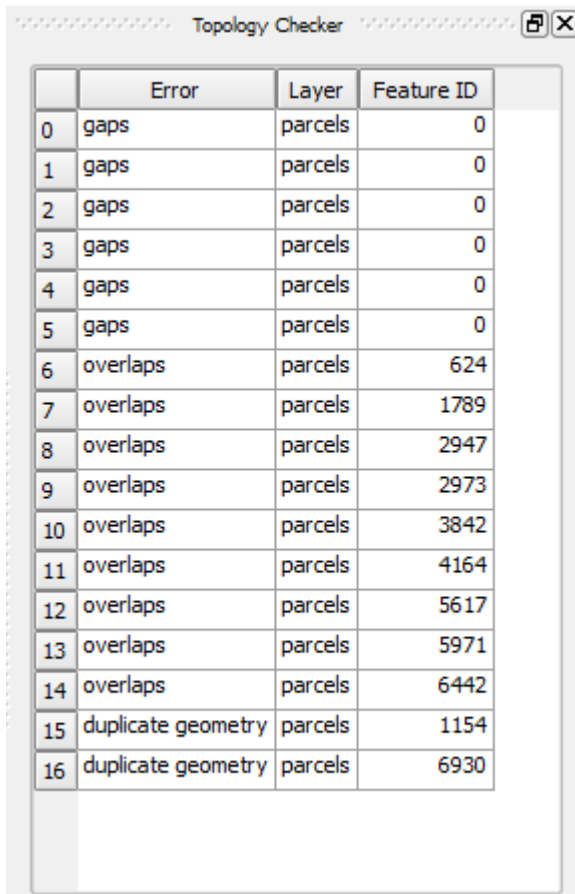 Topology Checker
Error Layer Feature ID
0 gaps parcels 0
1 gaps parcels 0
2 gaps parcels 0
3 gaps parcels 0
4 gaps parcels 0
5 gaps parcels 0
6 overlaps parcels 624
7 overlaps parcels 1789
8 overlaps parcels 2947
9 overlaps parcels 2973
10 overlaps parcels 3842
11 overlaps parcels 4164
12 overlaps parcels 5617
13 overlaps parcels 5971
14 overlaps parcels 6442
15 duplicate geometry parcels 1154
16 duplicate geometry parcels 6930